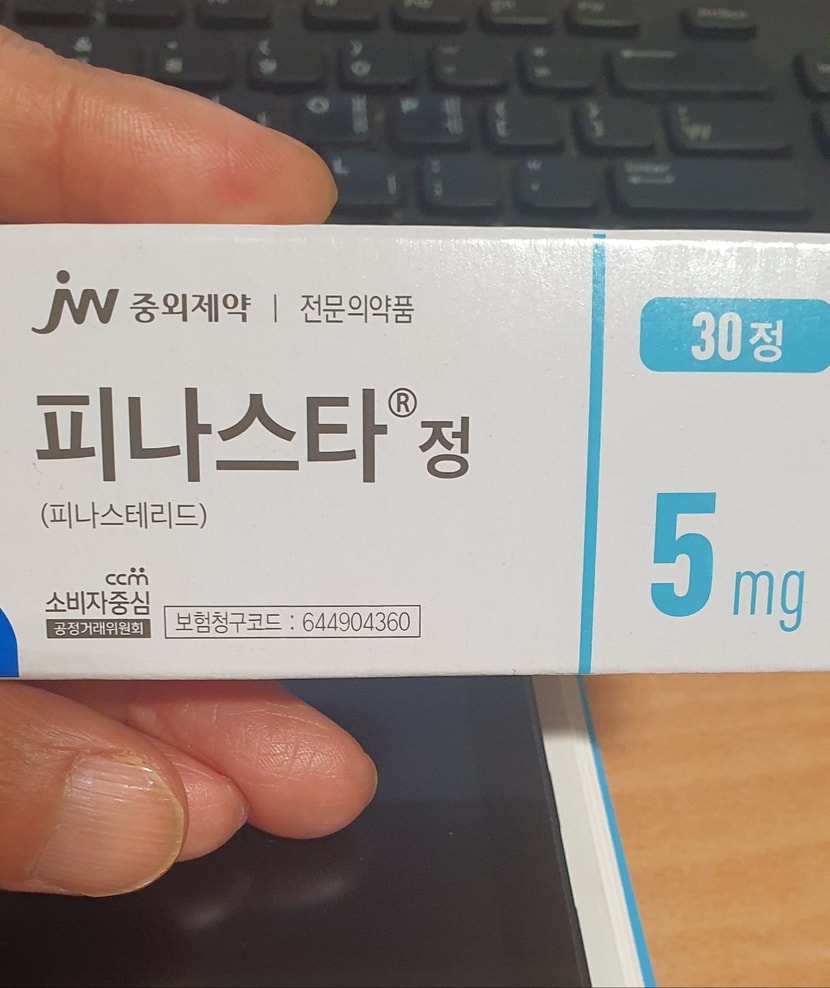 jw 중외제약 | 전문의약품
30정
피나스타®정
(피나스테리드)
5 mg
ccm
소비자중심
공정거래위원회
보험청구코드 : 644904360